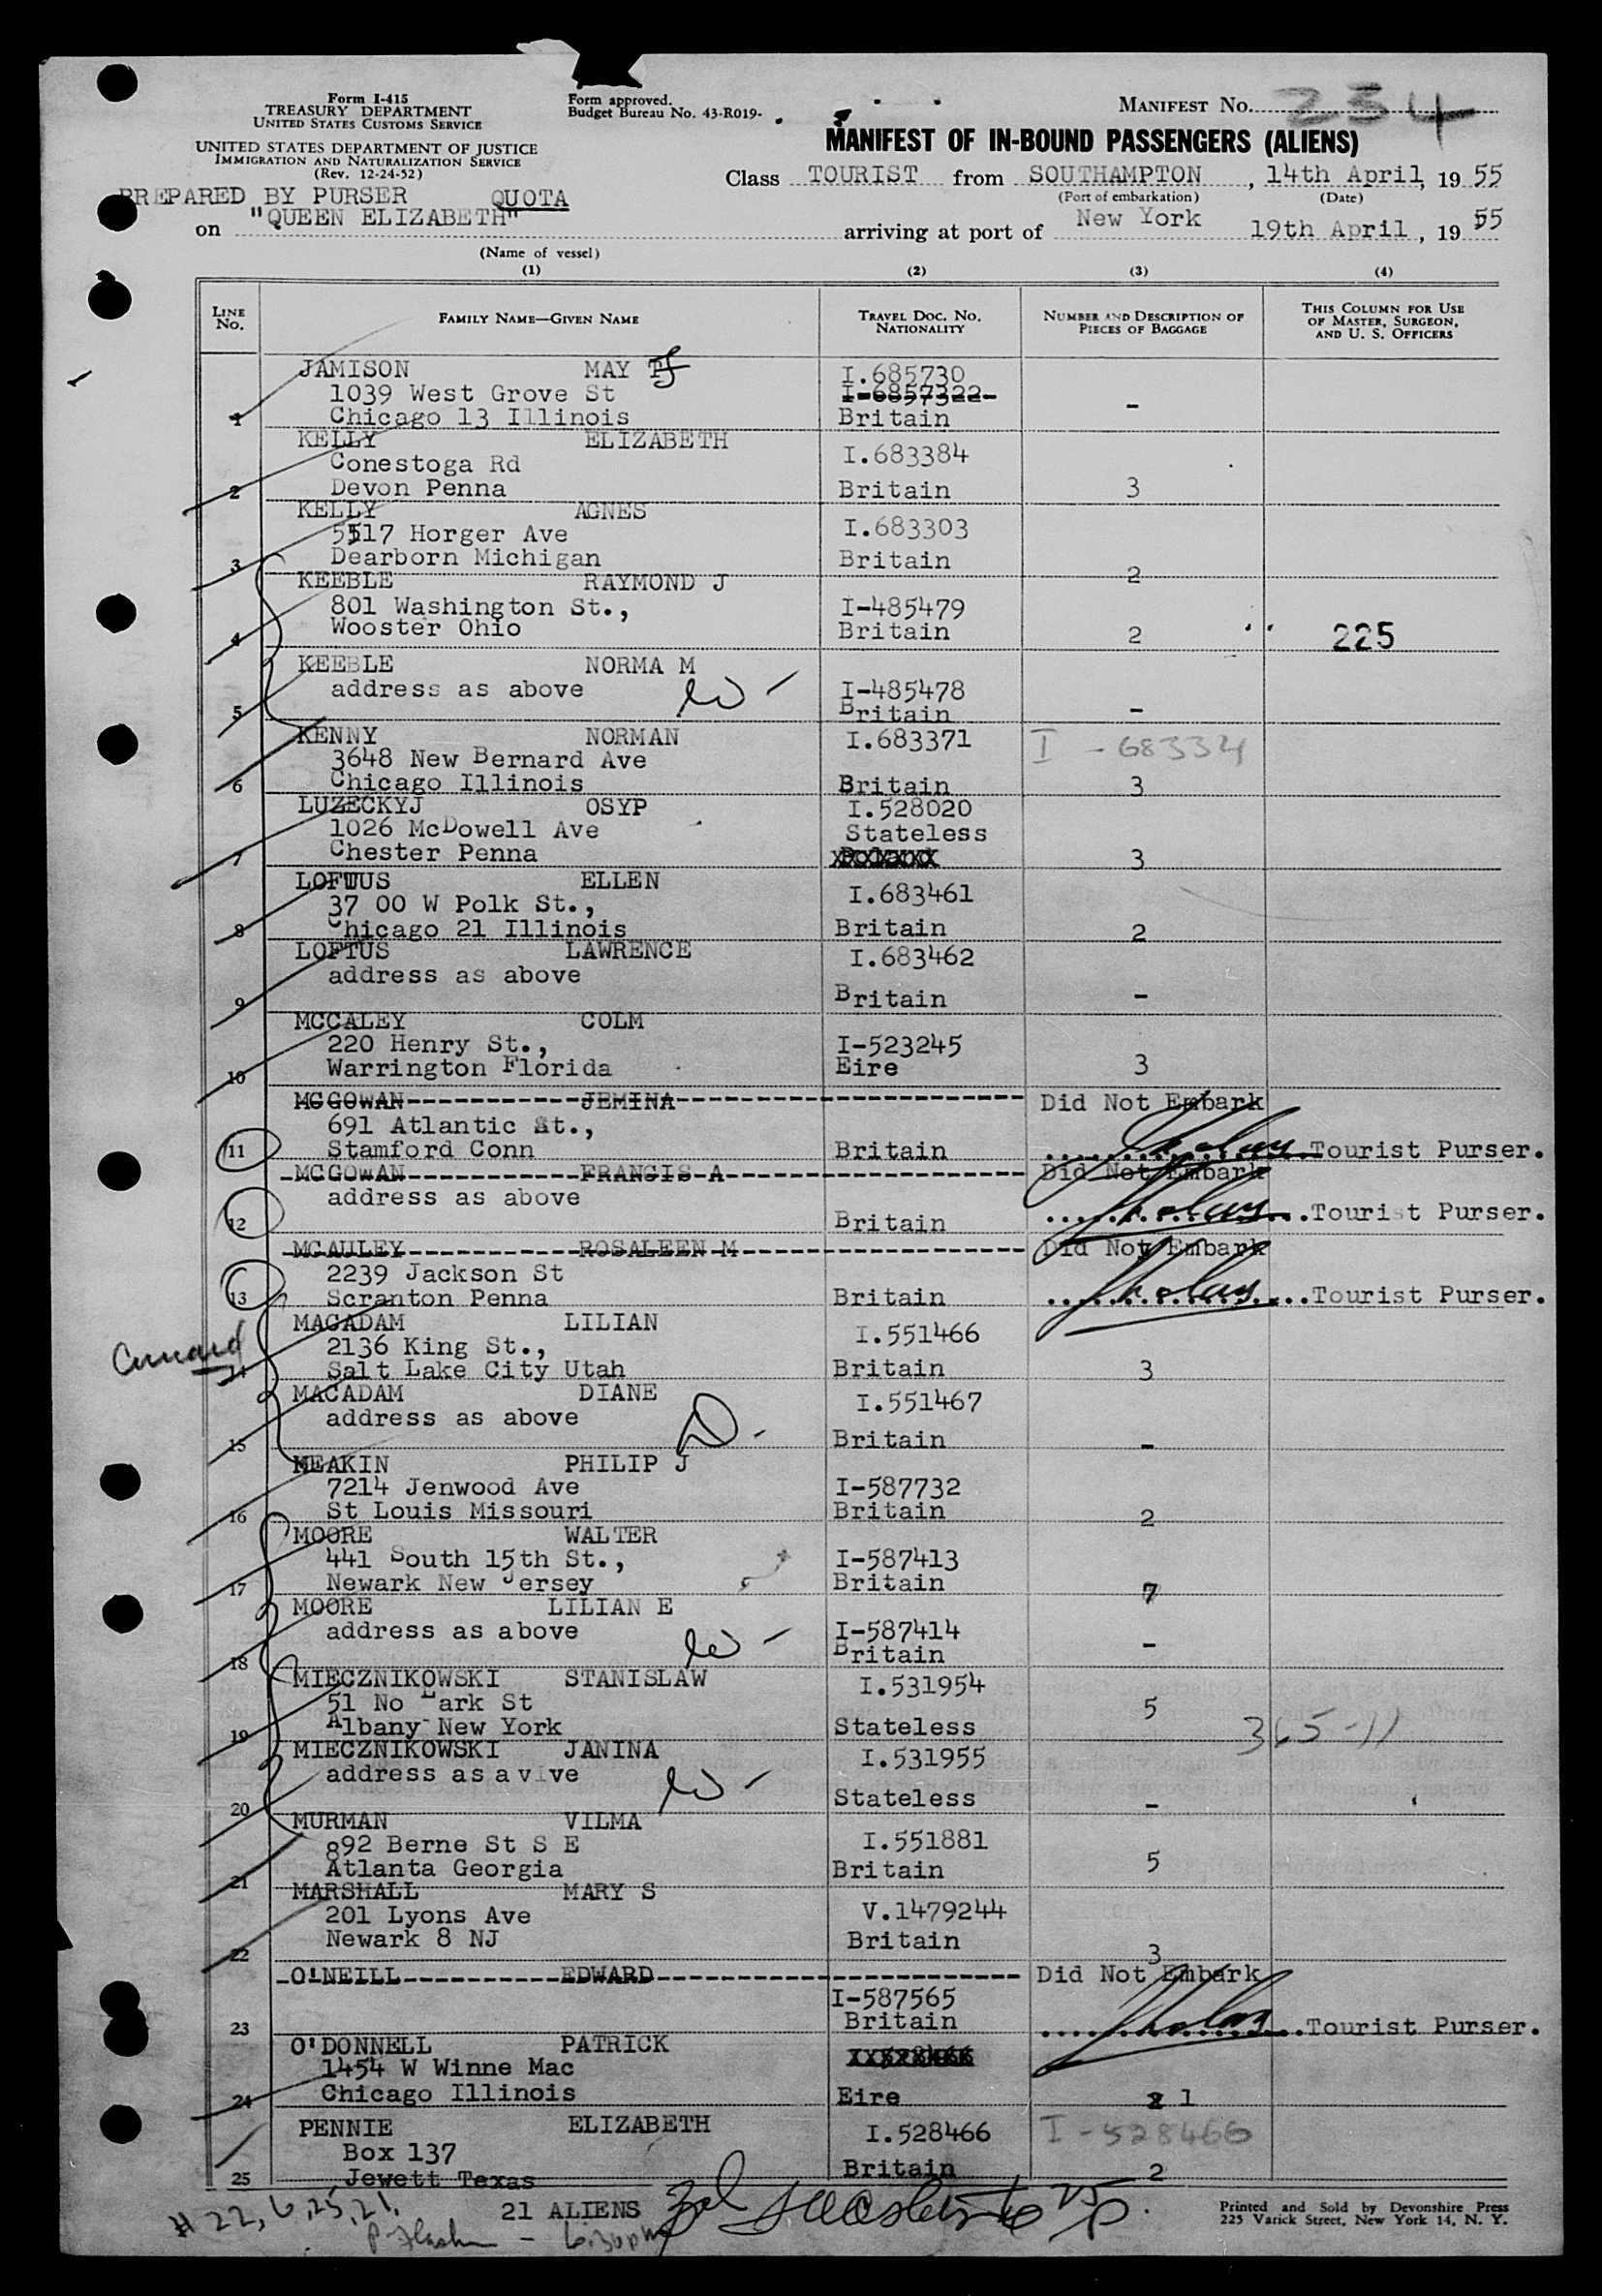 Form I-415
TREASURY DEPARTMENT
UNITED STATES CUSTOMS SERVICE
UNITED STATES DEPARTMENT OF JUSTICE
IMMIGRATION AND NATURALIZATION SERVICE
(Rev. 12-24-52)
Form approved.
Budget Bureau No. 43-R019-
MANIFEST No. 234
MANIFEST OF IN-BOUND PASSENGERS (ALIENS)
Class TOURIST from SOUTHAMPTON, 14th April, 1955
(Port of embarkation) (Date)
PREPARED BY PURSER QUOTA
on "QUEEN ELIZABETH" arriving at port of New York 19th April, 1955
(Name of vessel)
(1) (2) (3) (4)
LINE No. FAMILY NAME—GIVEN NAME TRAVEL DOC. No. NATIONALITY NUMBER AND DESCRIPTION OF PIECES OF BAGGAGE THIS COLUMN FOR USE OF MASTER, SURGEON, AND U. S. OFFICERS
JAMISON MAY I.685730
1039 West Grove St I-6857322-
1 Chicago 13 Illinois Britain -
KELLY ELIZABETH
Conestoga Rd I.683384
2 Devon Penna Britain 3
KELLY AGNES
5517 Horger Ave I.683303
3 Dearborn Michigan Britain 2
KEEBLE RAYMOND J
801 Washington St., I-485479
4 Wooster Ohio Britain 2 225
KEEBLE NORMA M
address as above I-485478
5 Britain -
KENNY NORMAN I.683371 I - 68334
3648 New Bernard Ave
6 Chicago Illinois Britain 3
LUZECKYJ OSYP I.528020
1026 McDowell Ave Stateless
7 Chester Penna Poland 3
LOFTUS ELLEN
37 00 W Polk St., I.683461
8 Chicago 21 Illinois Britain 2
LOFTUS LAWRENCE I.683462
address as above
9 Britain -
MCCALEY COLM
220 Henry St., I-523245
10 Warrington Florida Eire 3
MCGOWAN JEMINA Did Not Embark
691 Atlantic St.,
11 Stamford Conn Britain Tourist Purser.
MCGOWAN FRANCIS A Did Not Embark
address as above
12 Britain Tourist Purser.
MCAULEY ROSALEEN M Did Not Embark
2239 Jackson St
13 Scranton Penna Britain Tourist Purser.
MACADAM LILIAN I.551466
2136 King St.,
Cunard 14 Salt Lake City Utah Britain 3
MACADAM DIANE I.551467
address as above D-
15 Britain -
MEAKIN PHILIP J
7214 Jenwood Ave I-587732
16 St Louis Missouri Britain 2
MOORE WALTER
441 South 15th St., I-587413
17 Newark New Jersey Britain 7
MOORE LILIAN E
address as above I-587414
18 Britain -
MIECZNIKOWSKI STANISLAW I.531954
51 No Lark St 5
19 Albany New York Stateless 365-11
MIECZNIKOWSKI JANINA I.531955
address as a v ve
20 Stateless -
MURMAN VILMA
892 Berne St S E I.551881
21 Atlanta Georgia Britain 5
MARSHALL MARY S
201 Lyons Ave V.1479244
22 Newark 8 NJ Britain 3
O'NEILL EDWARD Did Not Embark
I-587565
23 Britain Tourist Purser.
O'DONNELL PATRICK
1454 W Winne Mac
24 Chicago Illinois Eire 1
PENNIE ELIZABETH I.528466 I - 528466
Box 137
25 Jewett Texas Britain 2
# 22, 6, 25, 21.
21 ALIENS
6:30pm
Printed and Sold by Devonshire Press
225 Varick Street, New York 14, N. Y.